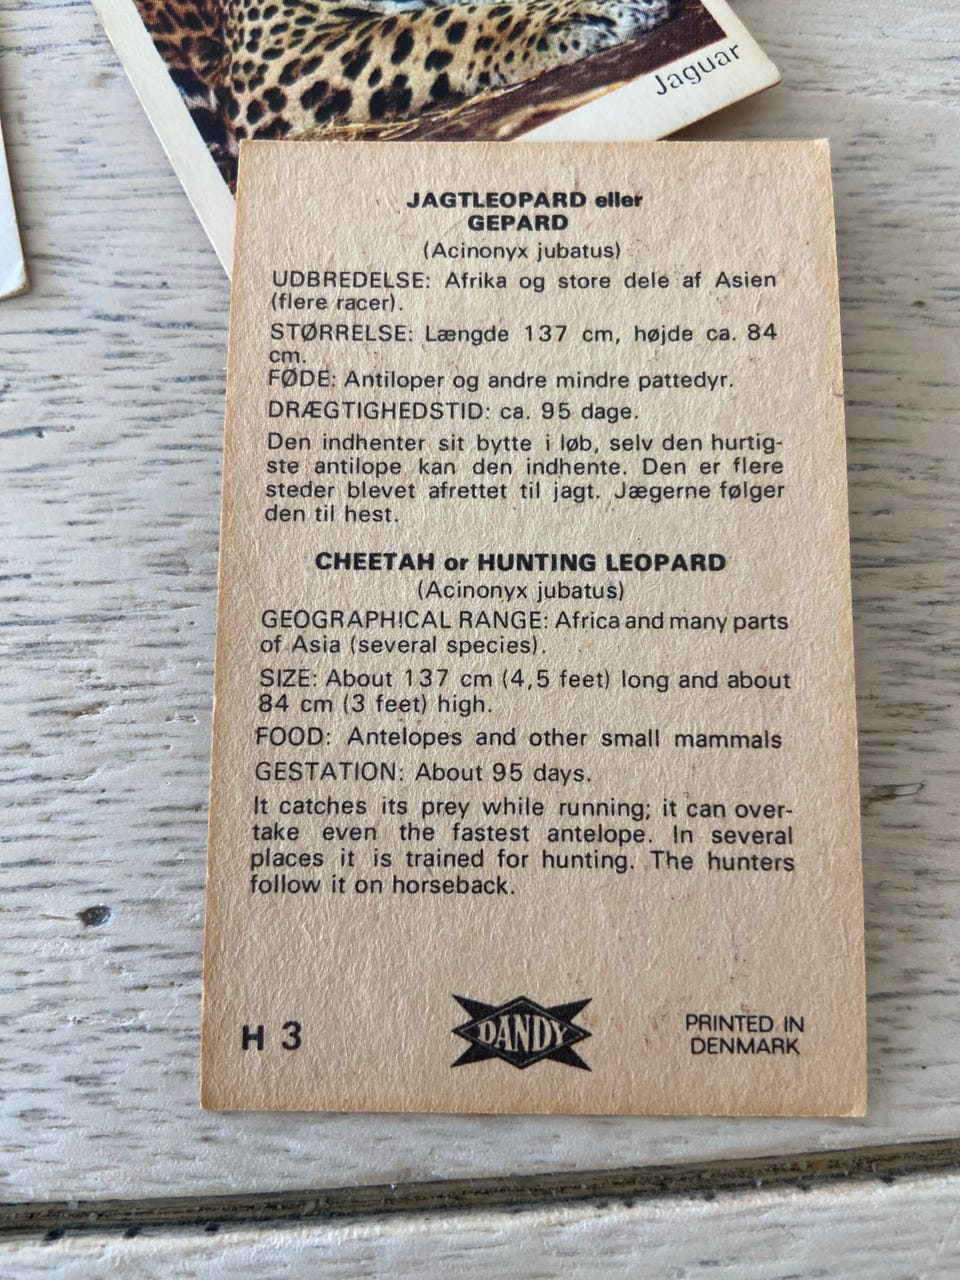 Jaguar
JAGTLEOPARD eller
GEPARD
(Acinonyx jubatus)
UDBREDELSE: Afrika og store dele af Asien
(flere racer).
STØRRELSE: Længde 137 cm, højde ca. 84
cm.
FØDE: Antiloper og andre mindre pattedyr.
DRÆGTIGHEDSTID: ca. 95 dage.
Den indhenter sit bytte i løb, selv den hurtig-
ste antilope kan den indhente. Den er flere
steder blevet afrettet til jagt. Jægerne følger
den til hest.
CHEETAH or HUNTING LEOPARD
(Acinonyx jubatus)
GEOGRAPHICAL RANGE: Africa and many parts
of Asia (several species).
SIZE: About 137 cm (4,5 feet) long and about
84 cm (3 feet) high.
FOOD: Antelopes and other small mammals
GESTATION: About 95 days.
It catches its prey while running; it can over-
take even the fastest antelope. In several
places it is trained for hunting. The hunters
follow it on horseback.
H 3
DANDY
PRINTED IN
DENMARK